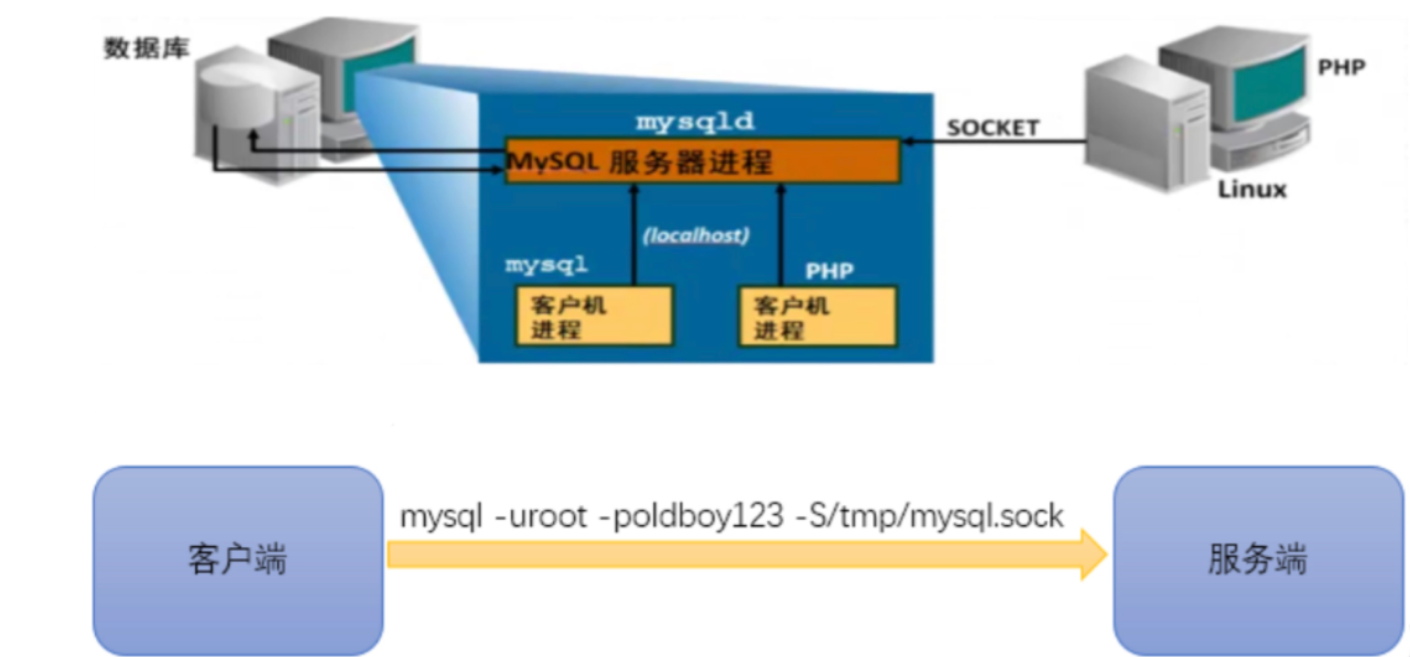 数据库
PHP
mysqld
SOCKET
MySQL 服务器进程
Linux
(localhost)
mysql
PHP
客户机
进程
客户机
进程
mysql -uroot -poldboy123 -S/tmp/mysql.sock
客户端
服务端